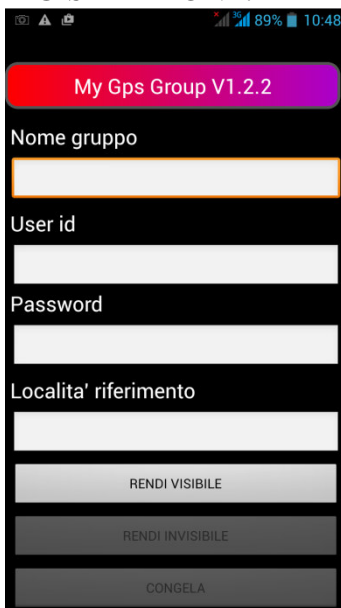 3G 89% 10:48
My Gps Group V1.2.2
Nome gruppo
User id
Password
Localita' riferimento
RENDI VISIBILE
RENDI INVISIBILE
CONGELA